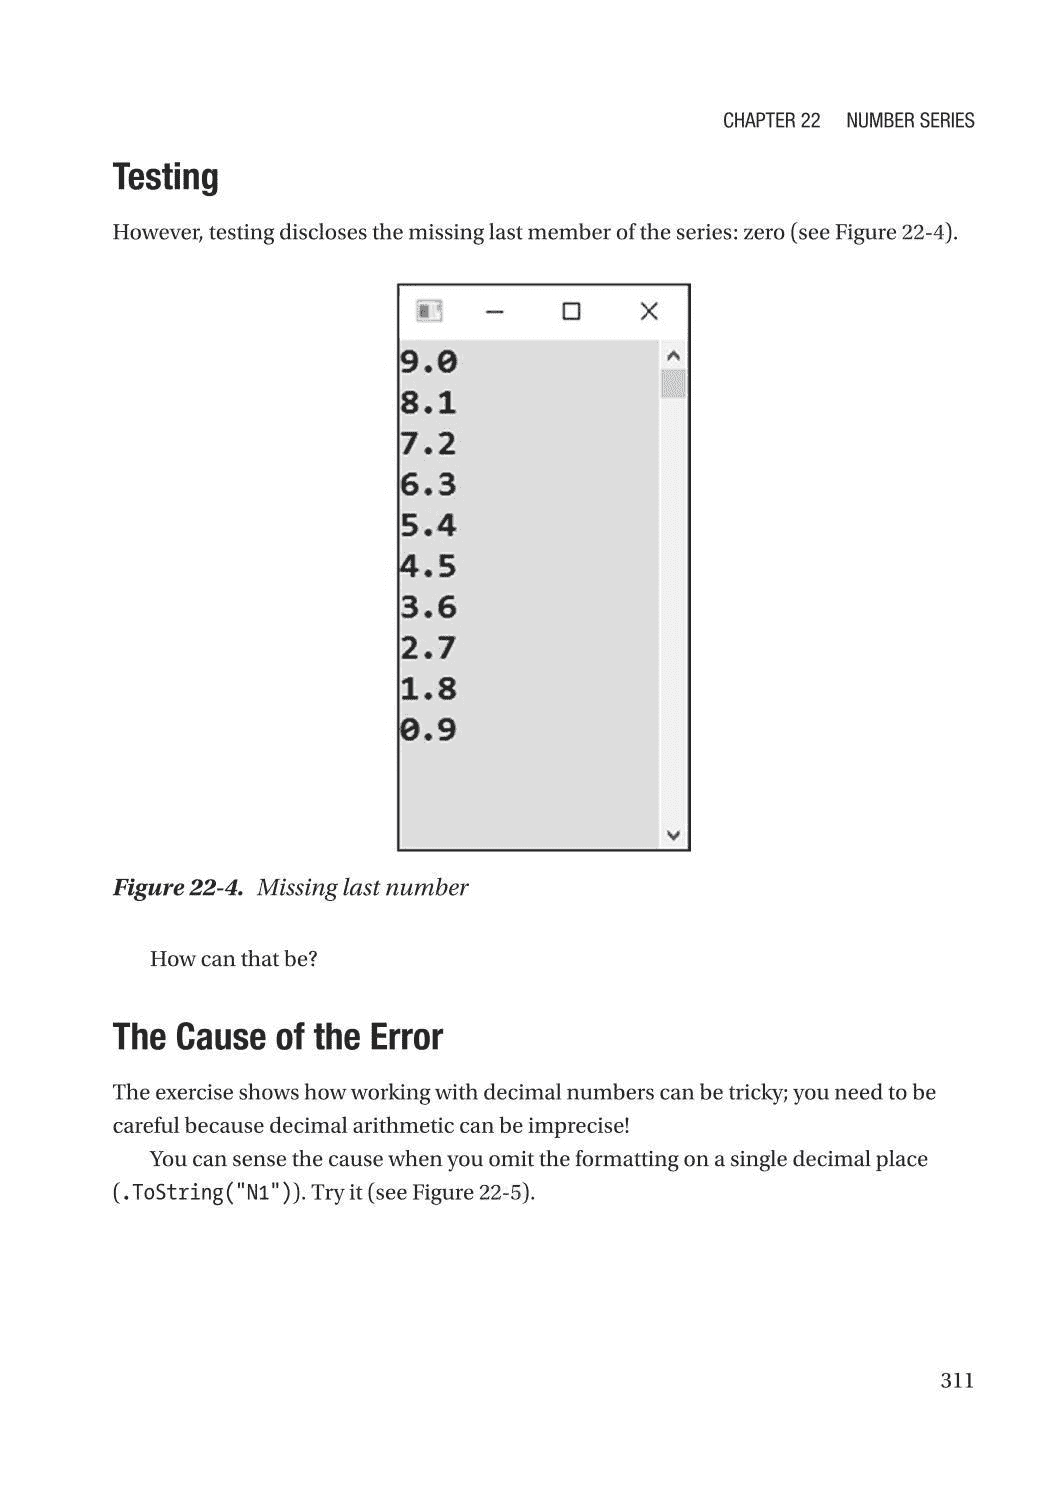 CHAPTER 22 NUMBER SERIES
Testing
However, testing discloses the missing last member of the series: zero (see Figure 22-4).
9.0
8.1
7.2
6.3
5.4
4.5
3.6
2.7
1.8
0.9
Figure 22-4. Missing last number
How can that be?
The Cause of the Error
The exercise shows how working with decimal numbers can be tricky; you need to be
careful because decimal arithmetic can be imprecise!
You can sense the cause when you omit the formatting on a single decimal place
(.ToString("N1")). Try it (see Figure 22-5).
311